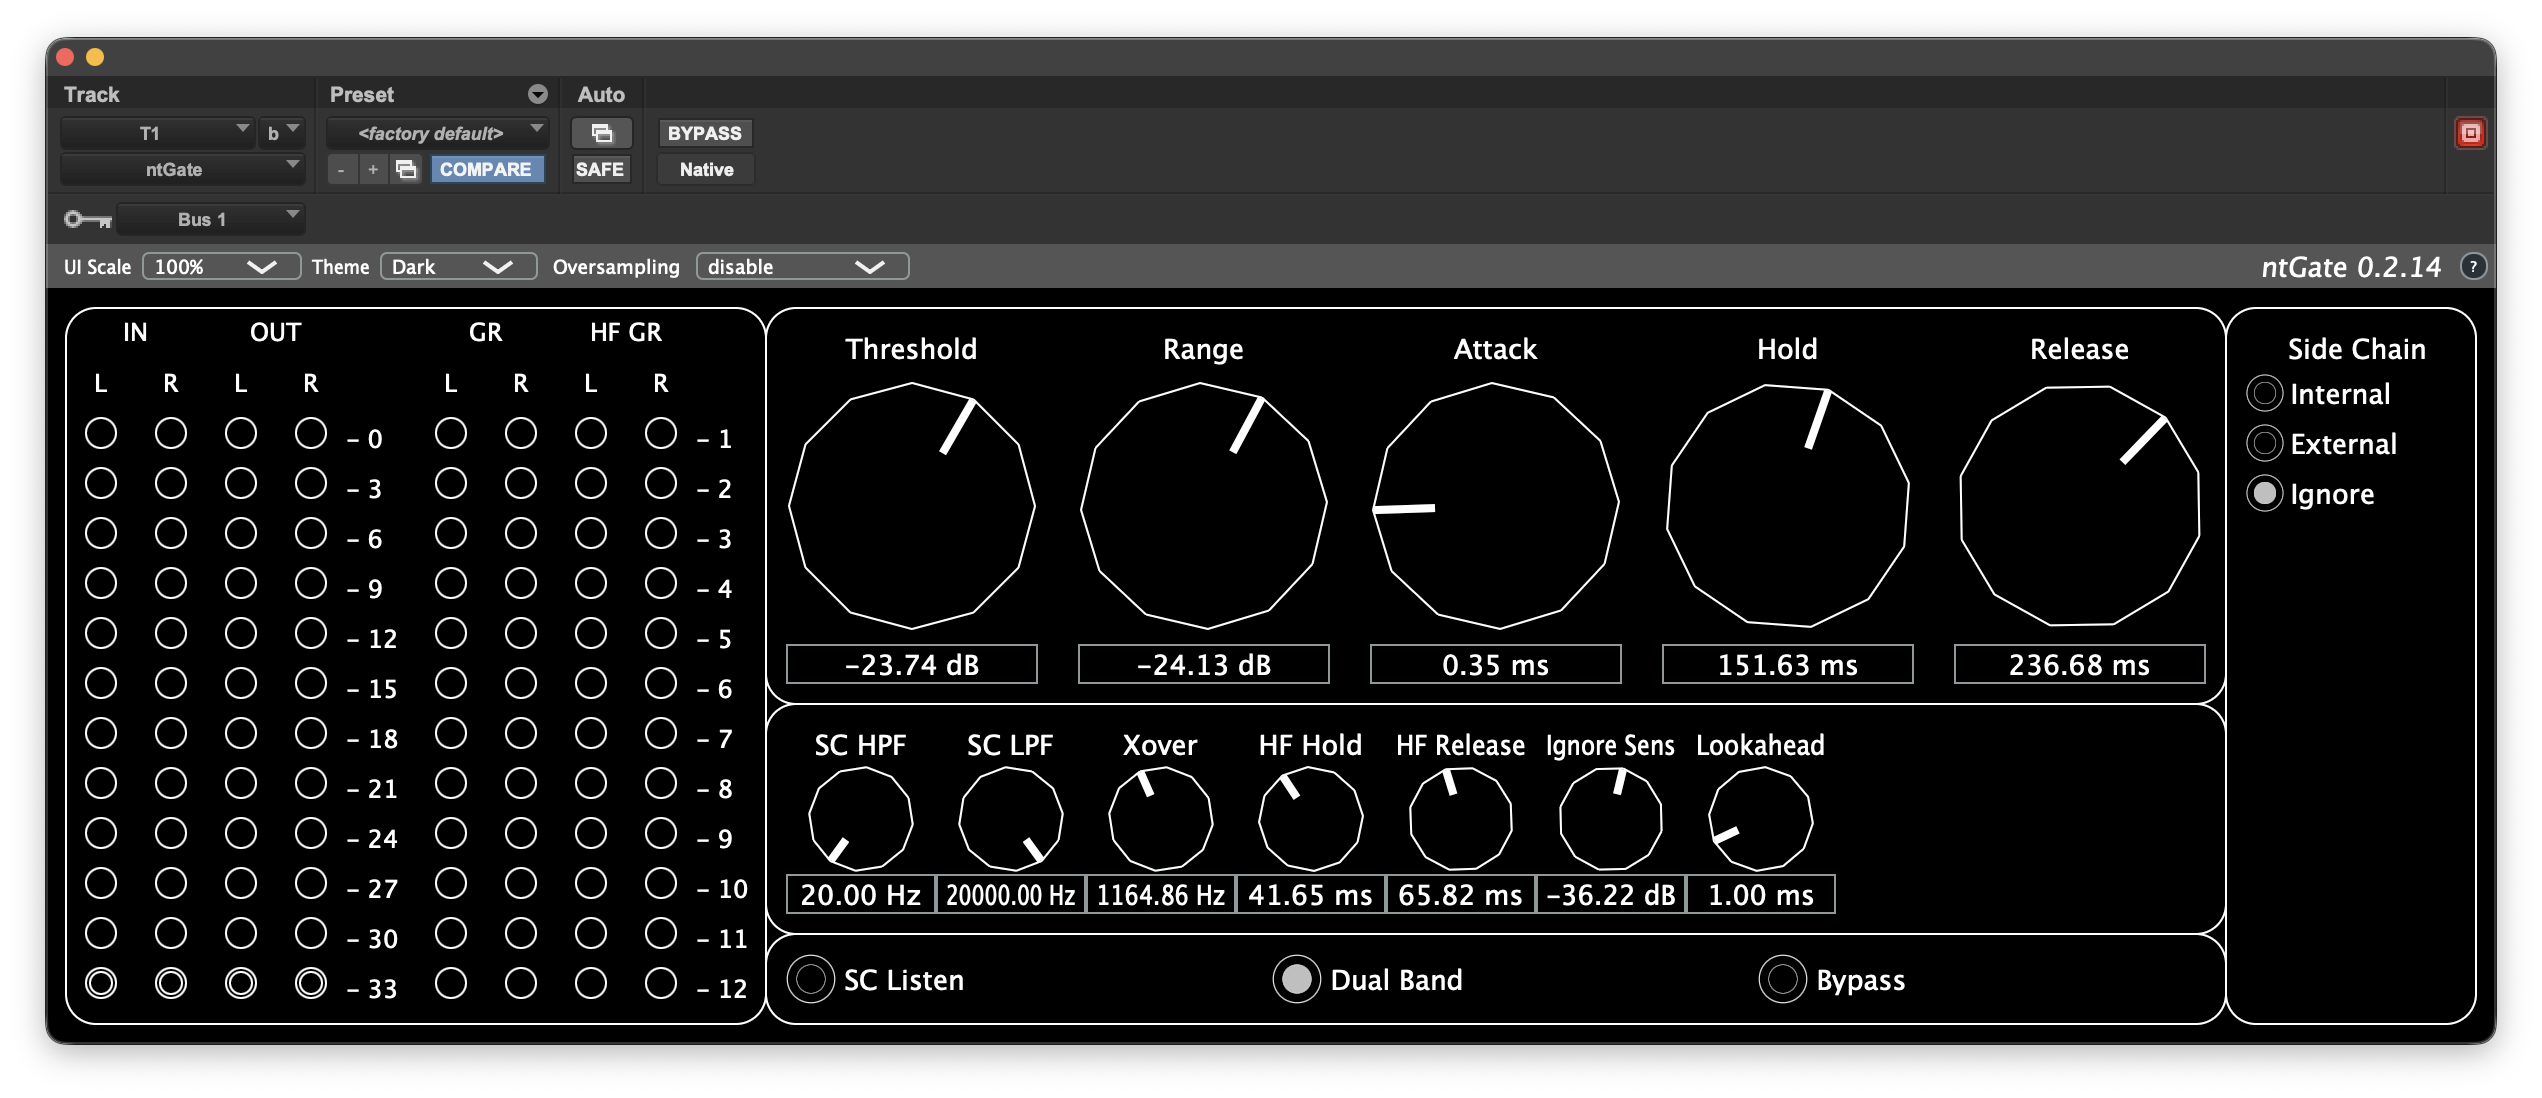 Track Preset Auto
T1 b <factory default> BYPASS
ntGate - + COMPARE SAFE Native
Bus 1
UI Scale 100% Theme Dark Oversampling disable ntGate 0.2.14 ?
IN OUT GR HF GR
L R L R L R L R
- 0 - 1
- 3 - 2
- 6 - 3
- 9 - 4
- 12 - 5
- 15 - 6
- 18 - 7
- 21 - 8
- 24 - 9
- 27 - 10
- 30 - 11
- 33 - 12
Threshold Range Attack Hold Release
-23.74 dB -24.13 dB 0.35 ms 151.63 ms 236.68 ms
SC HPF SC LPF Xover HF Hold HF Release Ignore Sens Lookahead
20.00 Hz 20000.00 Hz 1164.86 Hz 41.65 ms 65.82 ms -36.22 dB 1.00 ms
SC Listen Dual Band Bypass
Side Chain
Internal
External
Ignore